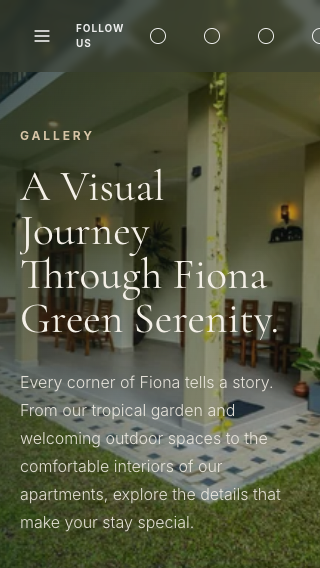 FOLLOW
US
GALLERY
A Visual
Journey
Through Fiona
Green Serenity.
Every corner of Fiona tells a story.
From our tropical garden and
welcoming outdoor spaces to the
comfortable interiors of our
apartments, explore the details that
make your stay special.